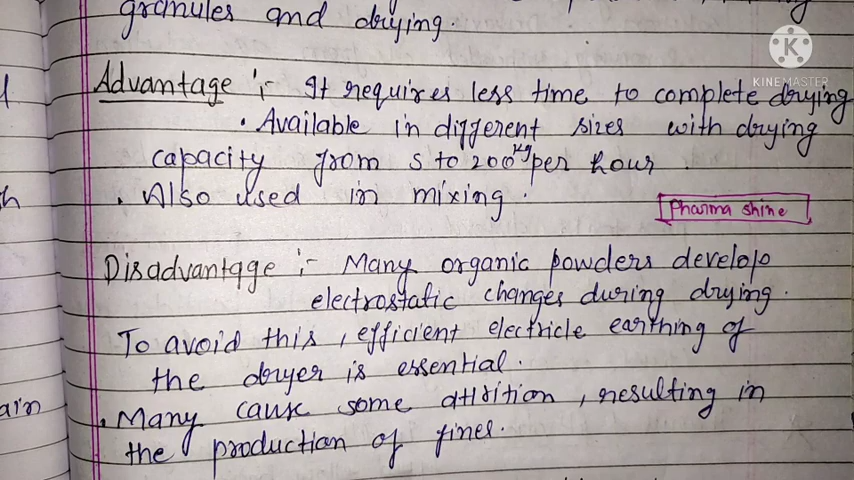 granules and drying.
KINEMASTER
Advantage :- It requires less time to complete drying
• Available in different sizes with drying
capacity from 5 to 200 kg per hour.
• Also used in mixing.
Pharma shine
Disadvantage :- Many organic powders develop
electrostatic changes during drying.
To avoid this, efficient electricle earthing of
the dryer is essential.
• Many cause some attrition, resulting in
the production of fines.
ain